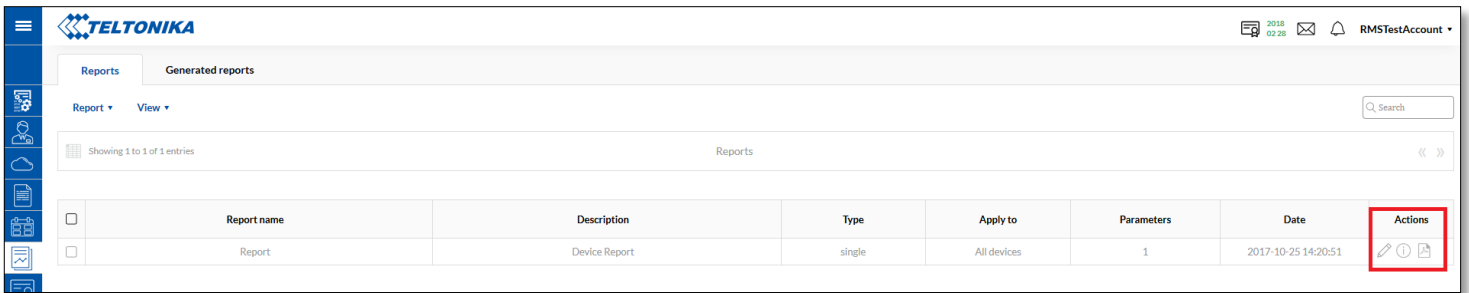 TELTONIKA
2018
02 28
RMSTestAccount
Reports Generated reports
Report View
Search
Showing 1 to 1 of 1 entries Reports
Report name Description Type Apply to Parameters Date Actions
Report Device Report single All devices 1 2017-10-25 14:20:51